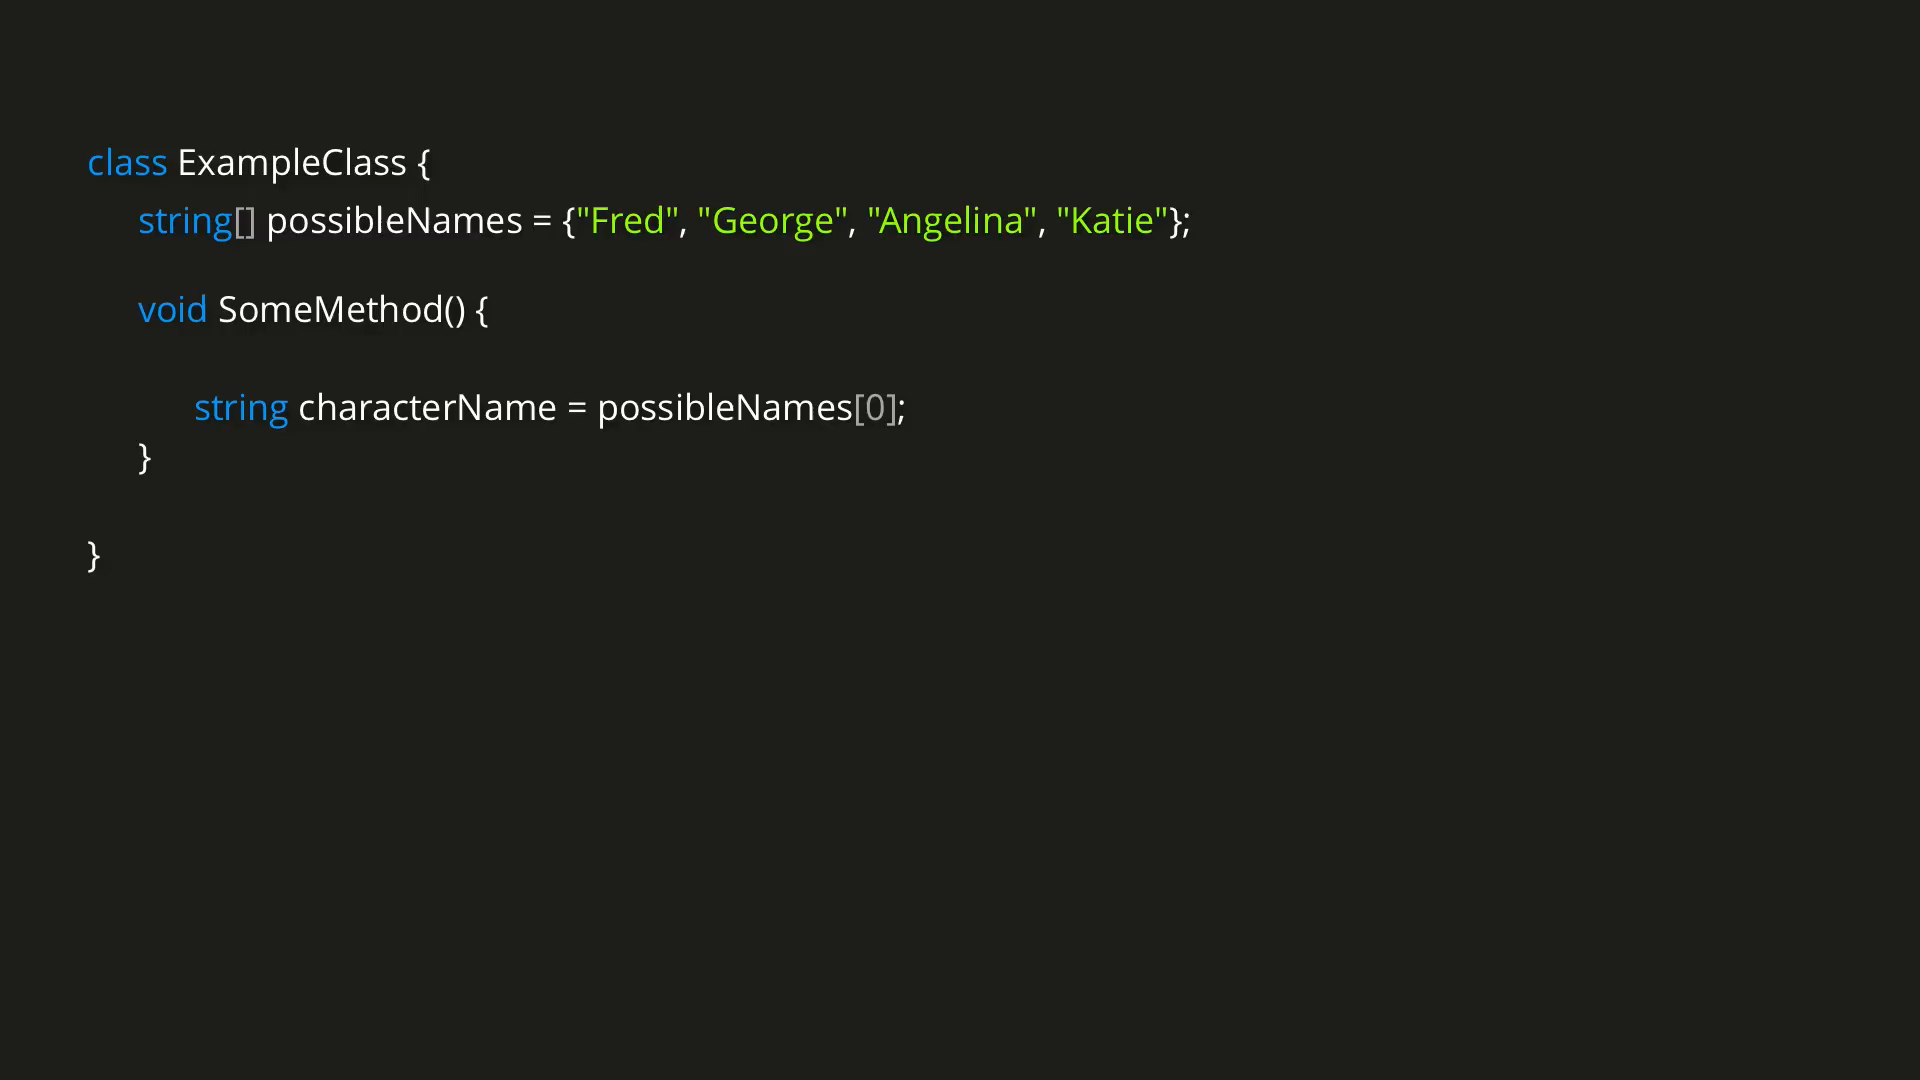 class ExampleClass {
string[] possibleNames = {"Fred", "George", "Angelina", "Katie"};
void SomeMethod() {
string characterName = possibleNames[0];
}
}